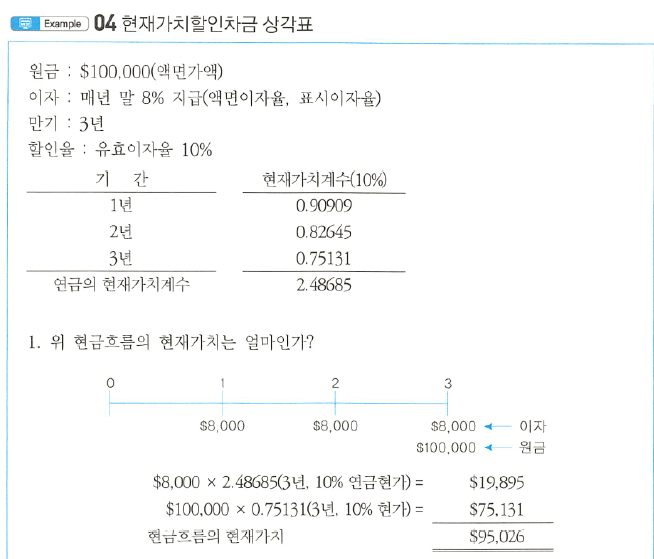 Example 04 현재가치할인차금 상각표
원금 : $100,000(액면가액)
이자 : 매년 말 8% 지급(액면이자율, 표시이자율)
만기 : 3년
할인율 : 유효이자율 10%
기 간 현재가치계수(10%)
1년 0.90909
2년 0.82645
3년 0.75131
연금의 현재가치계수 2.48685
1. 위 현금흐름의 현재가치는 얼마인가?
0 1 2 3
$8,000 $8,000 $8,000 이자
$100,000 원금
$8,000 × 2.48685(3년, 10% 연금현가) = $19,895
$100,000 × 0.75131(3년, 10% 현가) = $75,131
현금흐름의 현재가치 $95,026